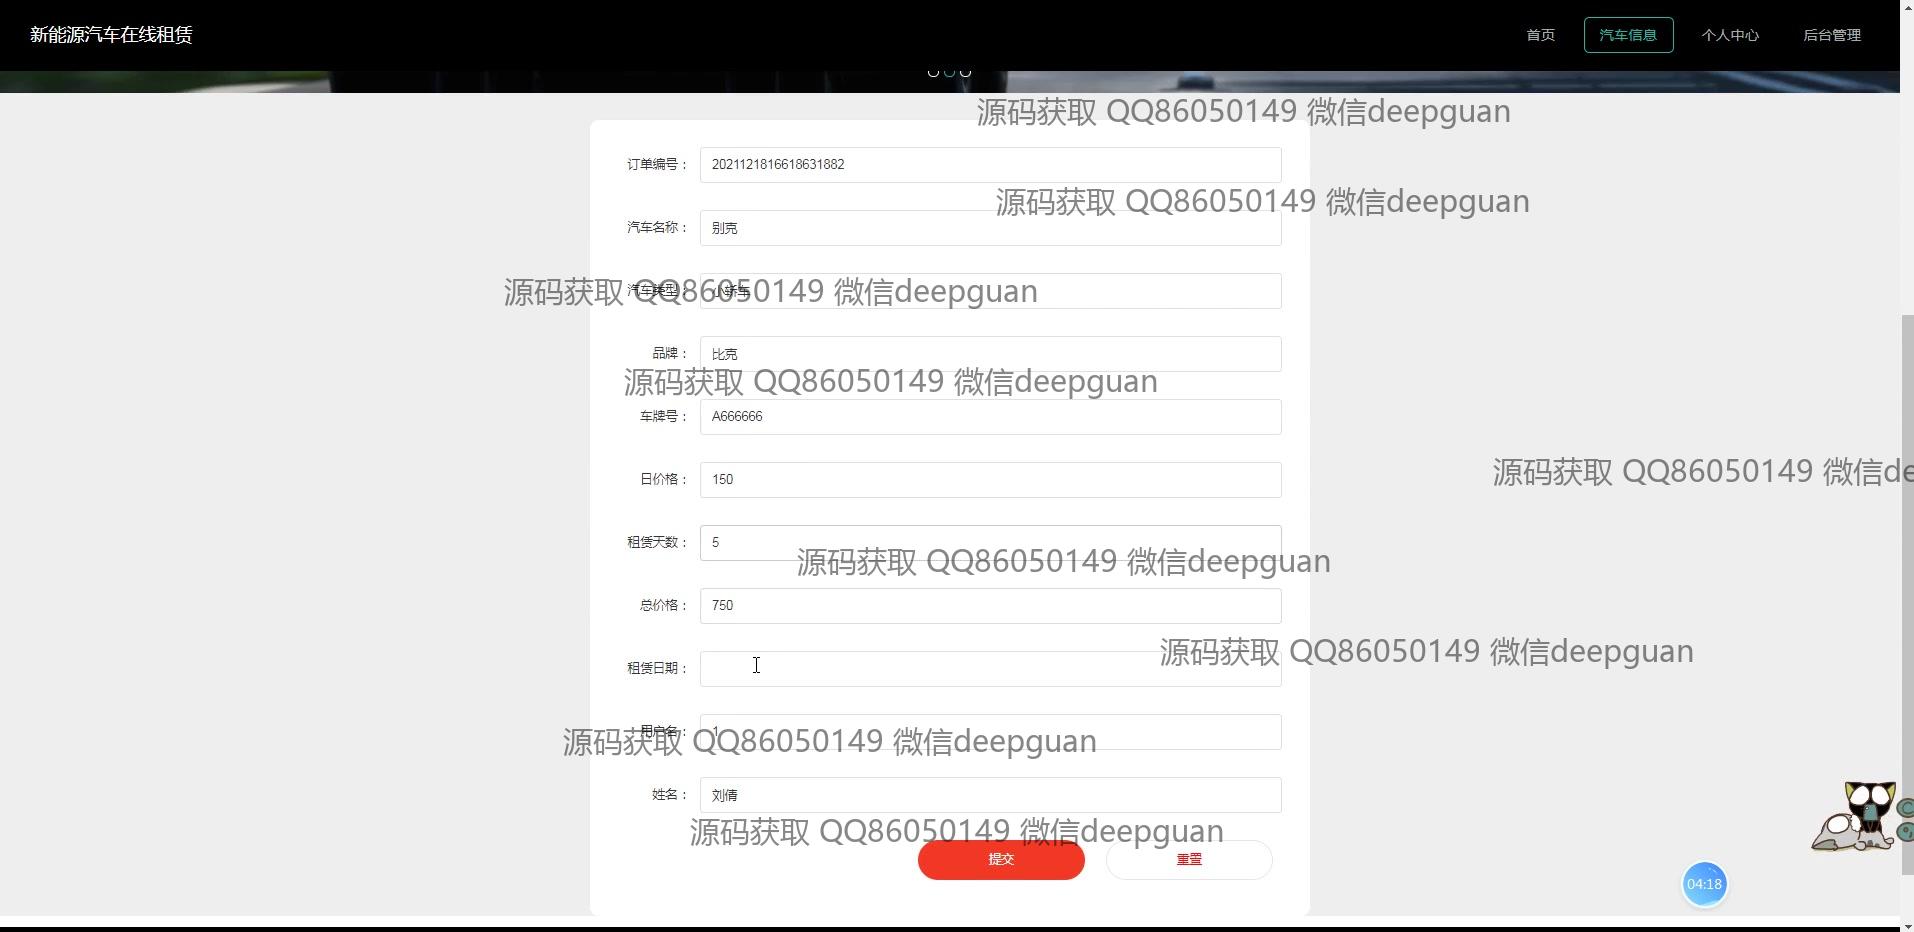 新能源汽车在线租赁
首页 汽车信息 个人中心 后台管理
源码获取 QQ86050149 微信deepguan
订单编号： 2021121816618631882
源码获取 QQ86050149 微信deepguan
汽车名称： 别克
源码获取 QQ86050149 微信deepguan
汽车类型： 小轿车
品牌： 比克
源码获取 QQ86050149 微信deepguan
车牌号： A666666
源码获取 QQ86050149 微信de
日价格： 150
租赁天数： 5
源码获取 QQ86050149 微信deepguan
总价格： 750
源码获取 QQ86050149 微信deepguan
租赁日期：
用户名： 1
源码获取 QQ86050149 微信deepguan
姓名： 刘倩
源码获取 QQ86050149 微信deepguan
提交 重置
04:18